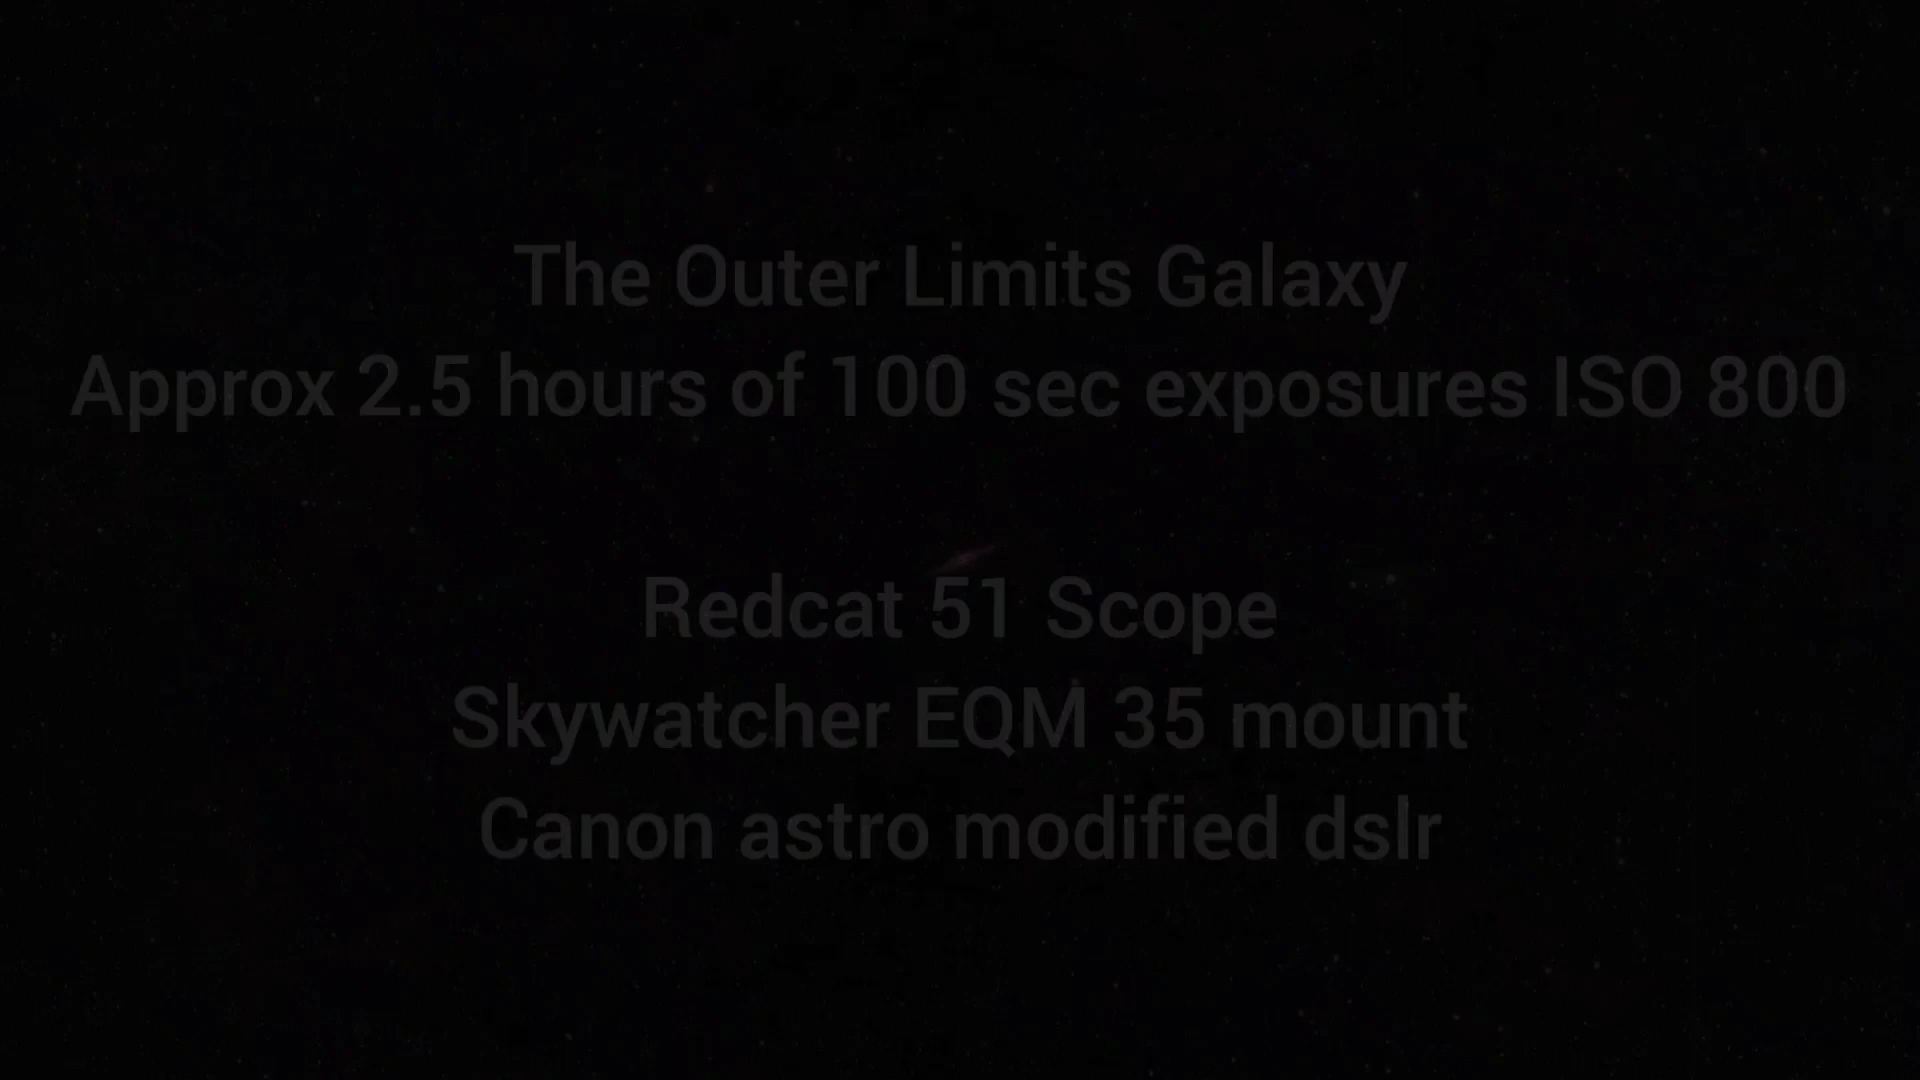 The Outer Limits Galaxy
Approx 2.5 hours of 100 sec exposures ISO 800
Redcat 51 Scope
Skywatcher EQM 35 mount
Canon astro modified dslr